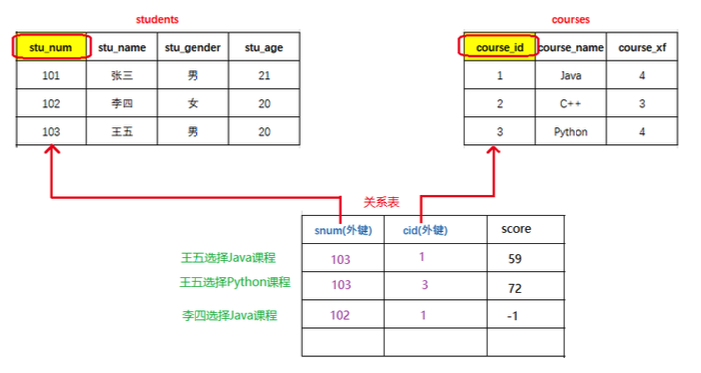 students
stu_num stu_name stu_gender stu_age
101 张三 男 21
102 李四 女 20
103 王五 男 20
courses
course_id course_name course_xf
1 Java 4
2 C++ 3
3 Python 4
关系表
snum(外键) cid(外键) score
王五选择Java课程 103 1 59
王五选择Python课程 103 3 72
李四选择Java课程 102 1 -1